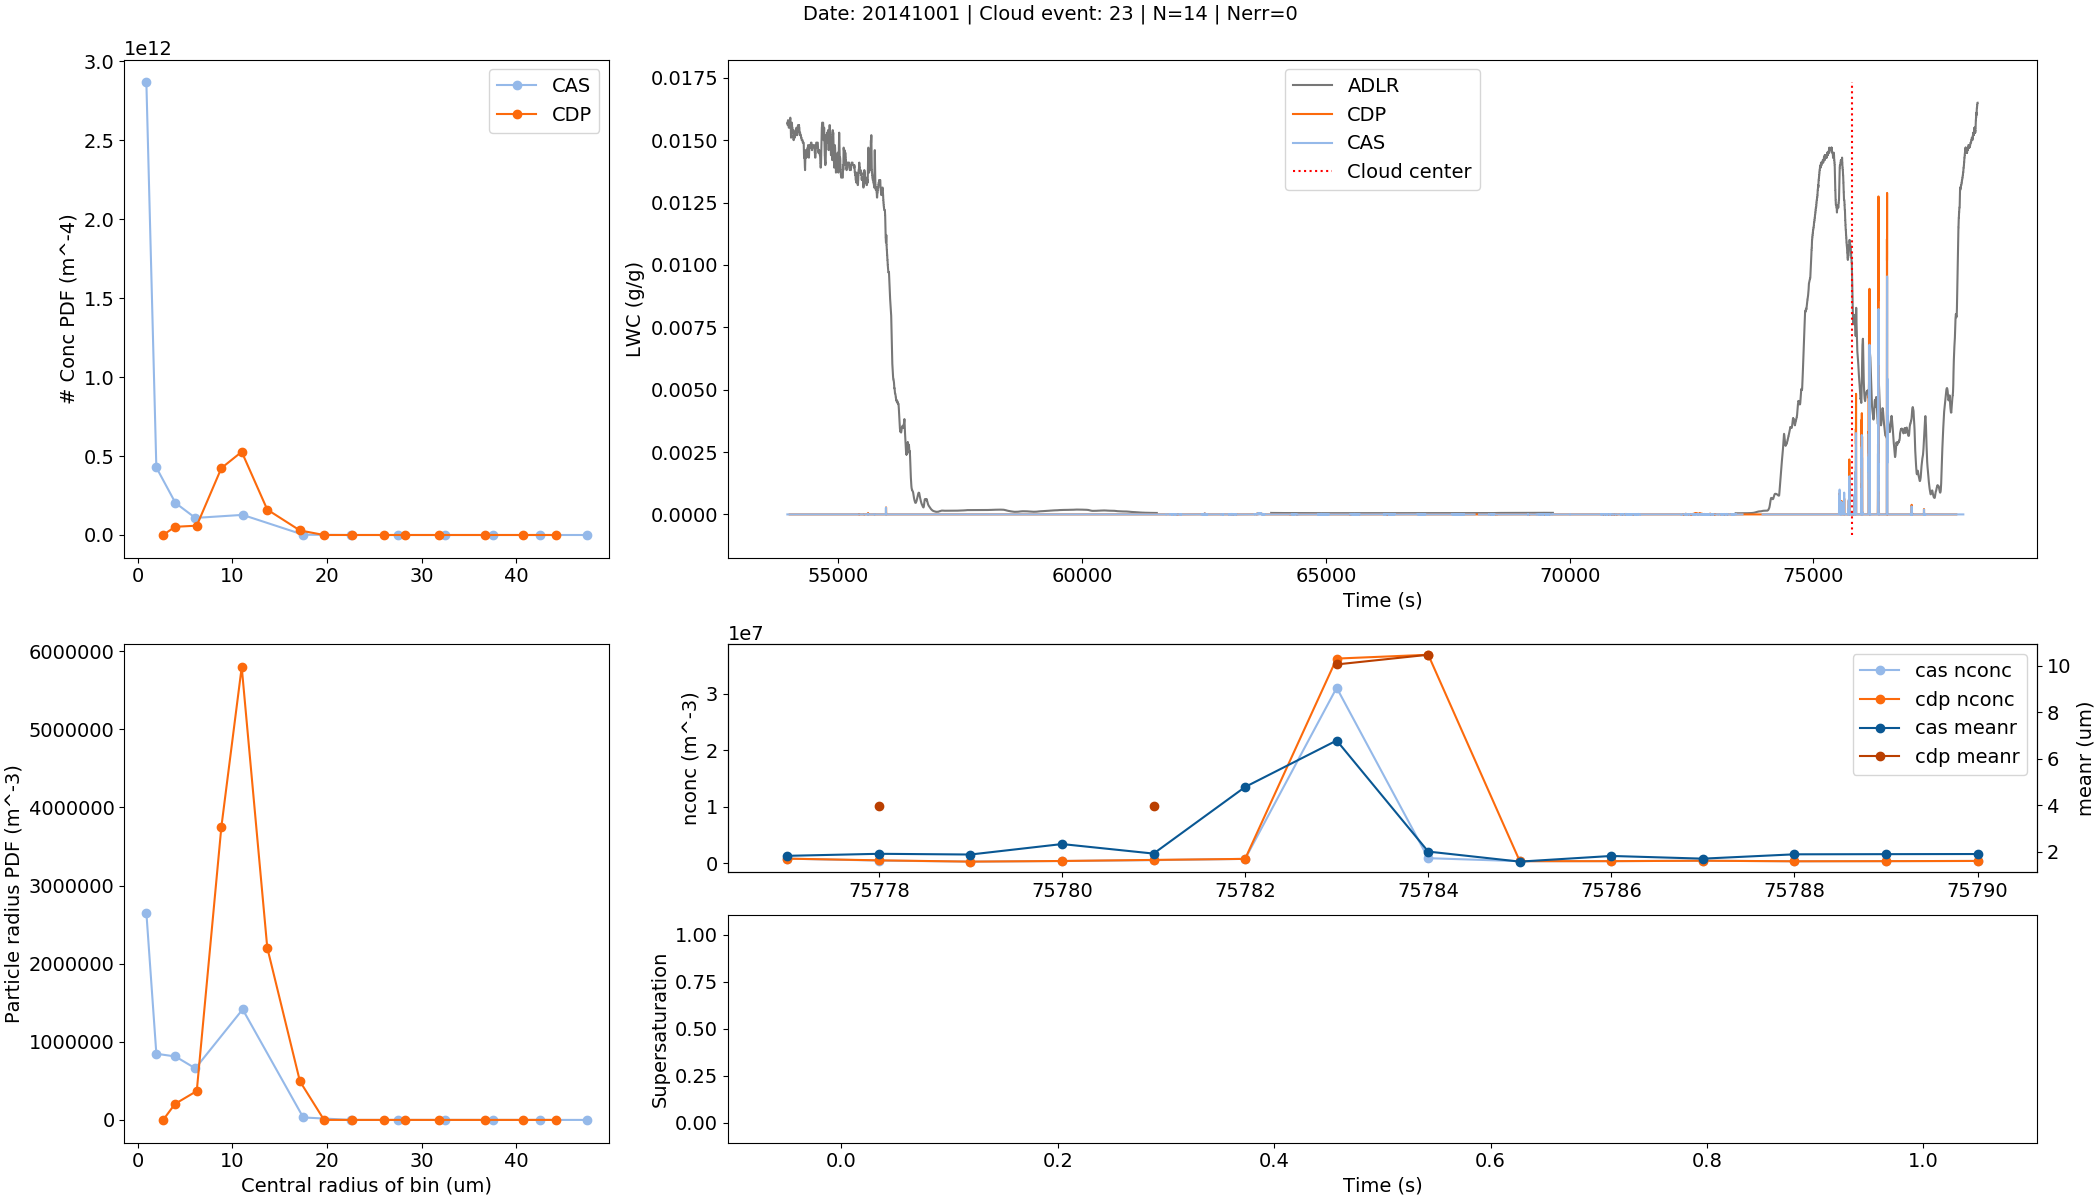 Date: 20141001 | Cloud event: 23 | N=14 | Nerr=0
1e12
3.0
2.5
2.0
1.5
1.0
0.5
0.0
# Conc PDF (m^-4)
0 10 20 30 40
CAS
CDP
0.0175
0.0150
0.0125
0.0100
0.0075
0.0050
0.0025
0.0000
LWC (g/g)
ADLR
CDP
CAS
Cloud center
55000 60000 65000 70000 75000
Time (s)
6000000
5000000
4000000
3000000
2000000
1000000
0
Particle radius PDF (m^-3)
0 10 20 30 40
Central radius of bin (um)
1e7
3
2
1
0
nconc (m^-3)
cas nconc
cdp nconc
cas meanr
cdp meanr
10
8
6
4
2
meanr (um)
75778 75780 75782 75784 75786 75788 75790
1.00
0.75
0.50
0.25
0.00
Supersaturation
0.0 0.2 0.4 0.6 0.8 1.0
Time (s)